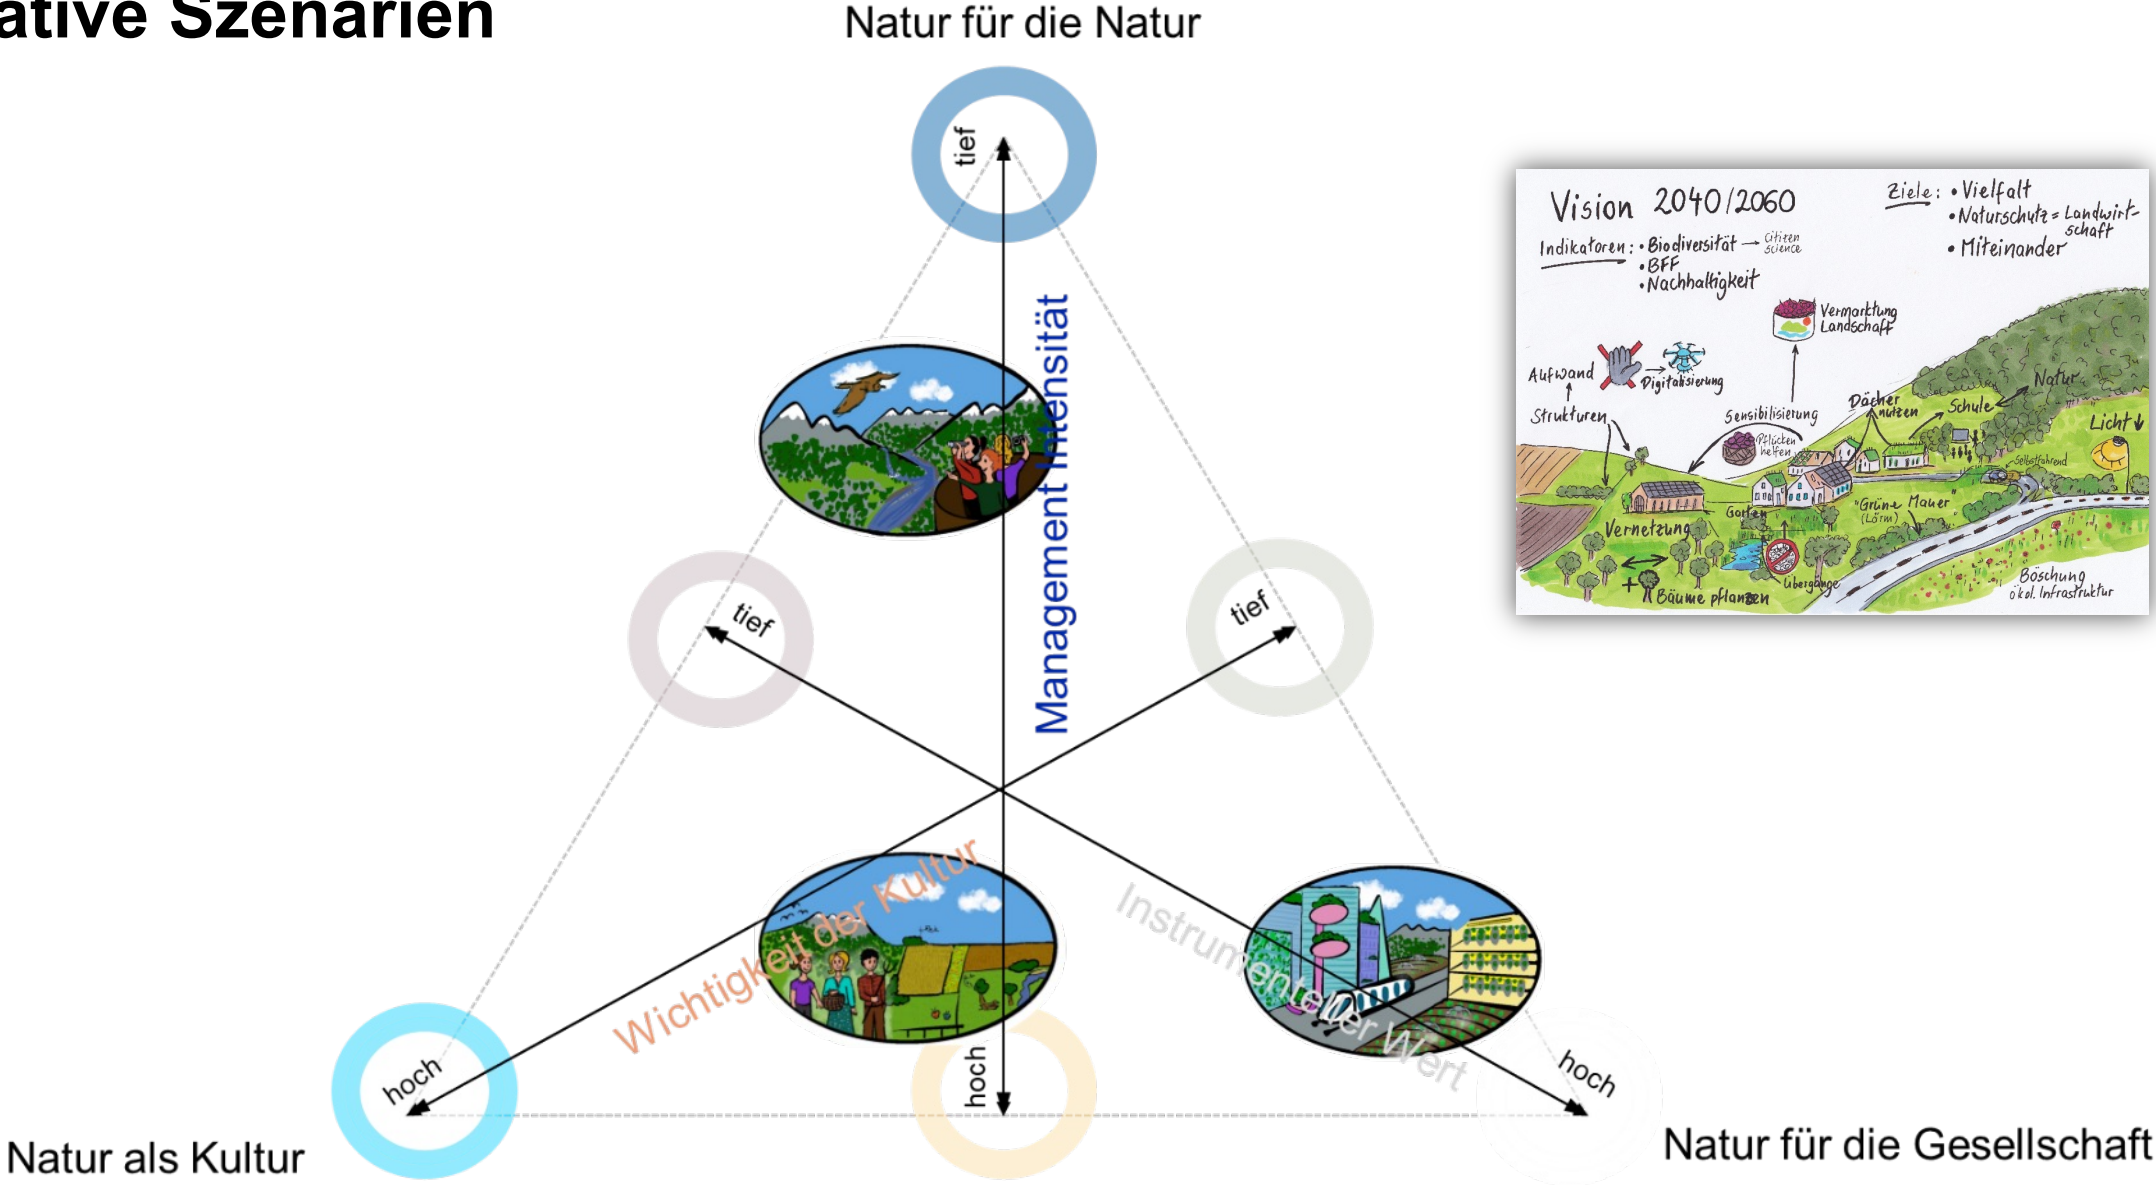 ative Szenarien
Natur für die Natur
tief
Management Intensität
tief
tief
Wichtigkeit der Kultur
Instrumenteller Wert
hoch
hoch
hoch
Natur als Kultur
Natur für die Gesellschaft
Vision 2040/2060
Ziele: • Vielfalt
• Naturschutz = Landwirt-
schaft
• Miteinander
Indikatoren: • Biodiversität → Citizen
science
• BFF
• Nachhaltigkeit
Vermarktung
Landschaft
Aufwand
Digitalisierung
Strukturen
Sensibilisierung
Pflücken
helfen
Dächer
nutzen
Schule
Natur
Licht ↓
Selbstfahrend
"Grüne Mauer"
(Lärm)
Garten
Vernetzung
Übergänge
+ Bäume pflanzen
Böschung
ökol. Infrastruktur